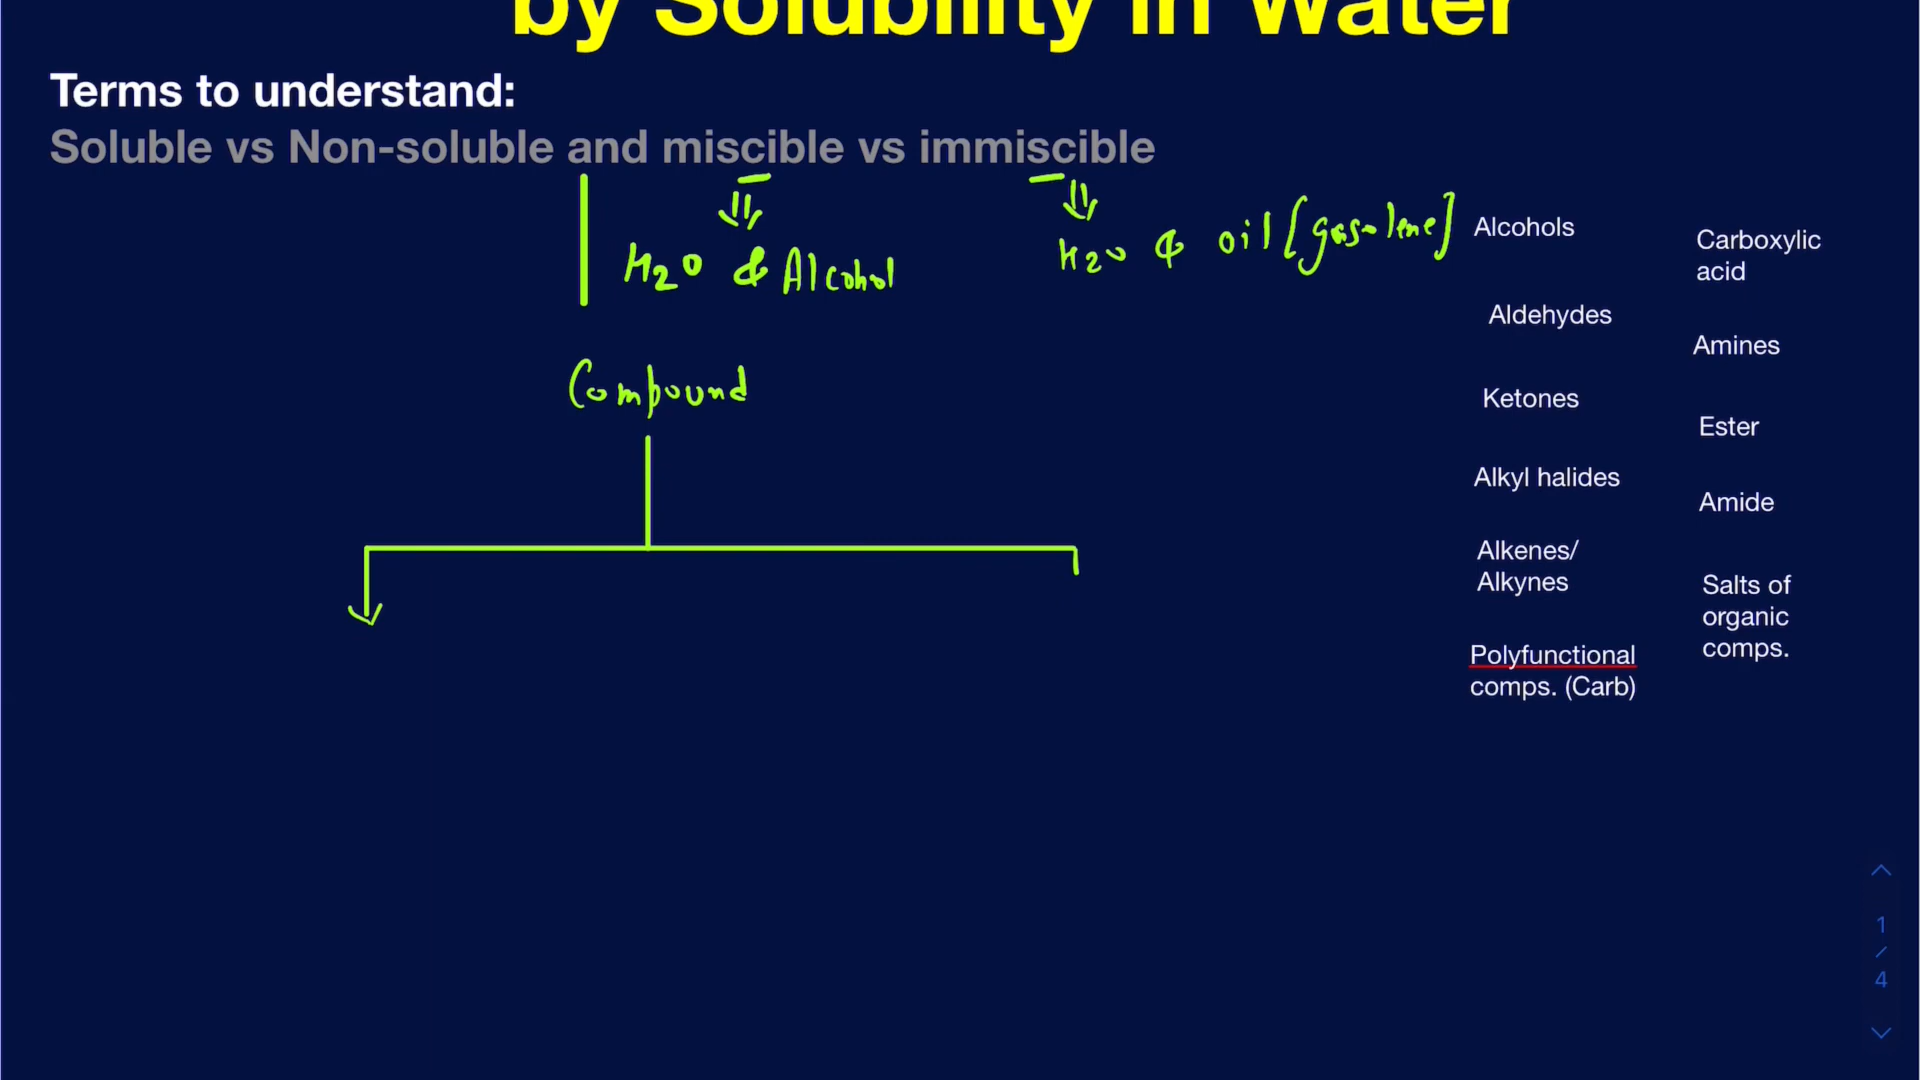 by Solubility in Water
Terms to understand:
Soluble vs Non-soluble and miscible vs immiscible
H2O & Alcohol
H2O & oil [gasolene]
Compound
Alcohols
Aldehydes
Ketones
Alkyl halides
Alkenes/
Alkynes
Polyfunctional
comps. (Carb)
Carboxylic
acid
Amines
Ester
Amide
Salts of
organic
comps.
1
/
4